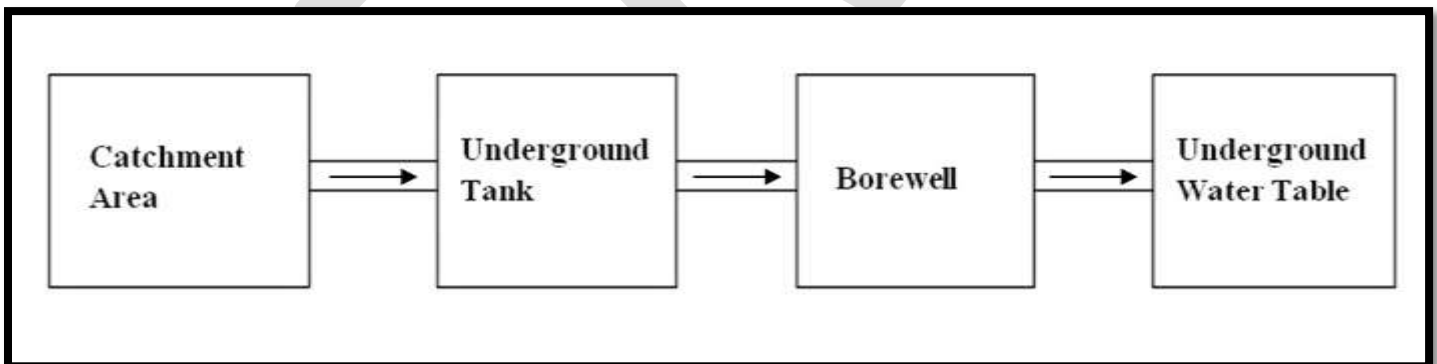 Catchment
Area
Underground
Tank
Borewell
Underground
Water Table